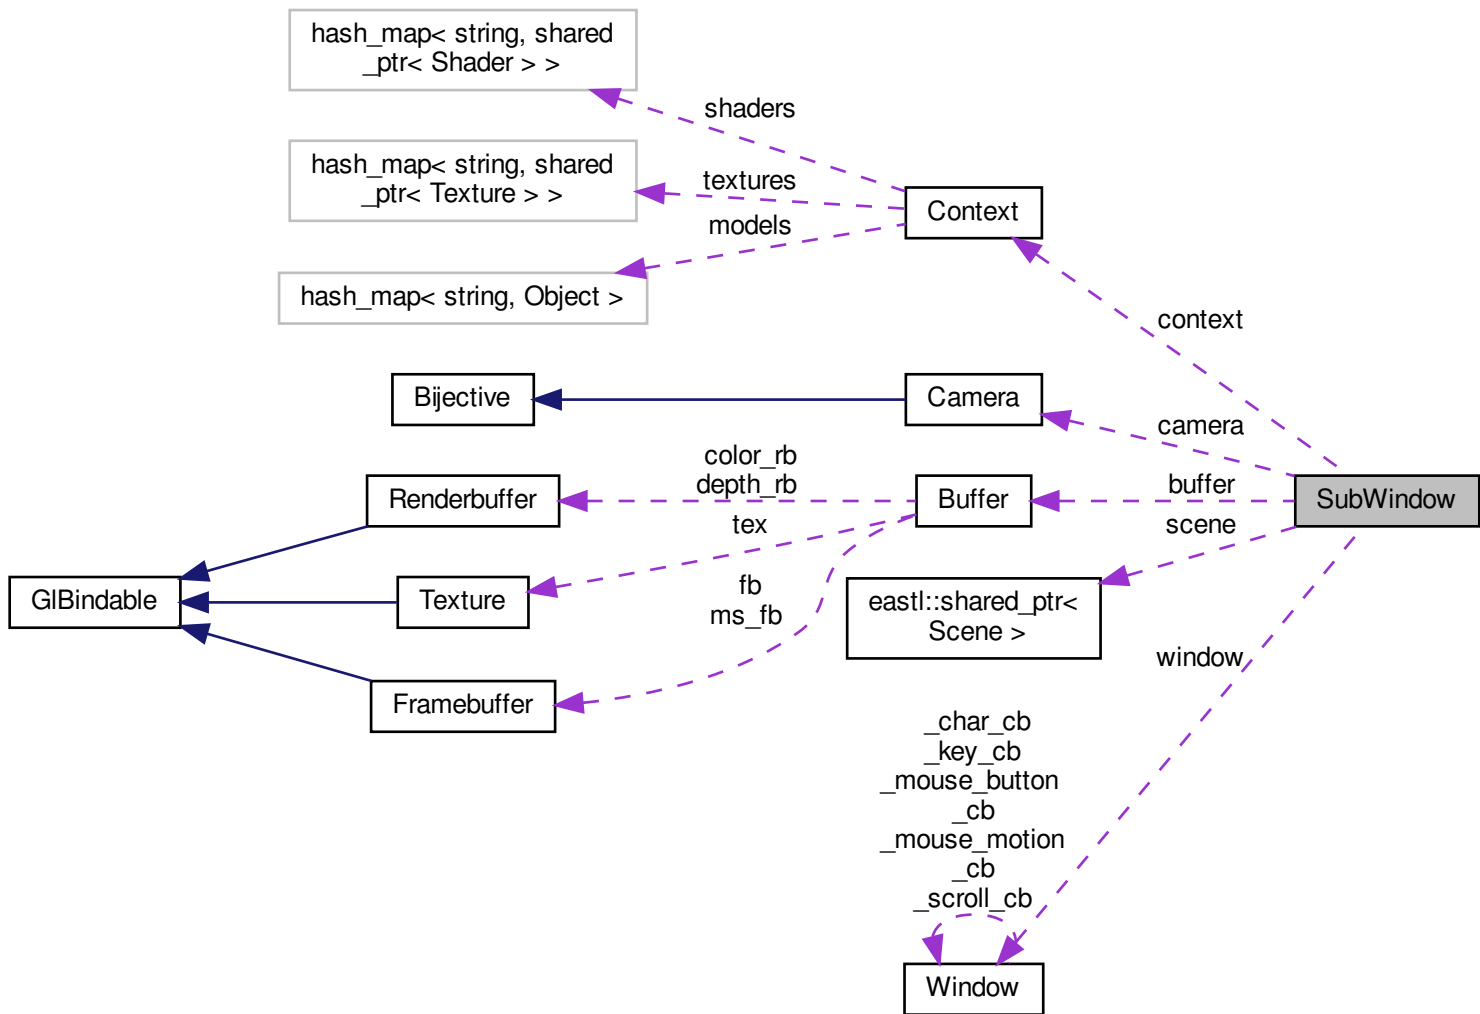 hash_map< string, shared
_ptr< Shader > >
shaders
hash_map< string, shared
_ptr< Texture > >
textures
Context
models
hash_map< string, Object >
context
Bijective
Camera
camera
color_rb
depth_rb
Renderbuffer
Buffer
buffer
SubWindow
tex
scene
GlBindable
Texture
fb
ms_fb
eastl::shared_ptr<
Scene >
window
Framebuffer
_char_cb
_key_cb
_mouse_button
_cb
_mouse_motion
_cb
_scroll_cb
Window